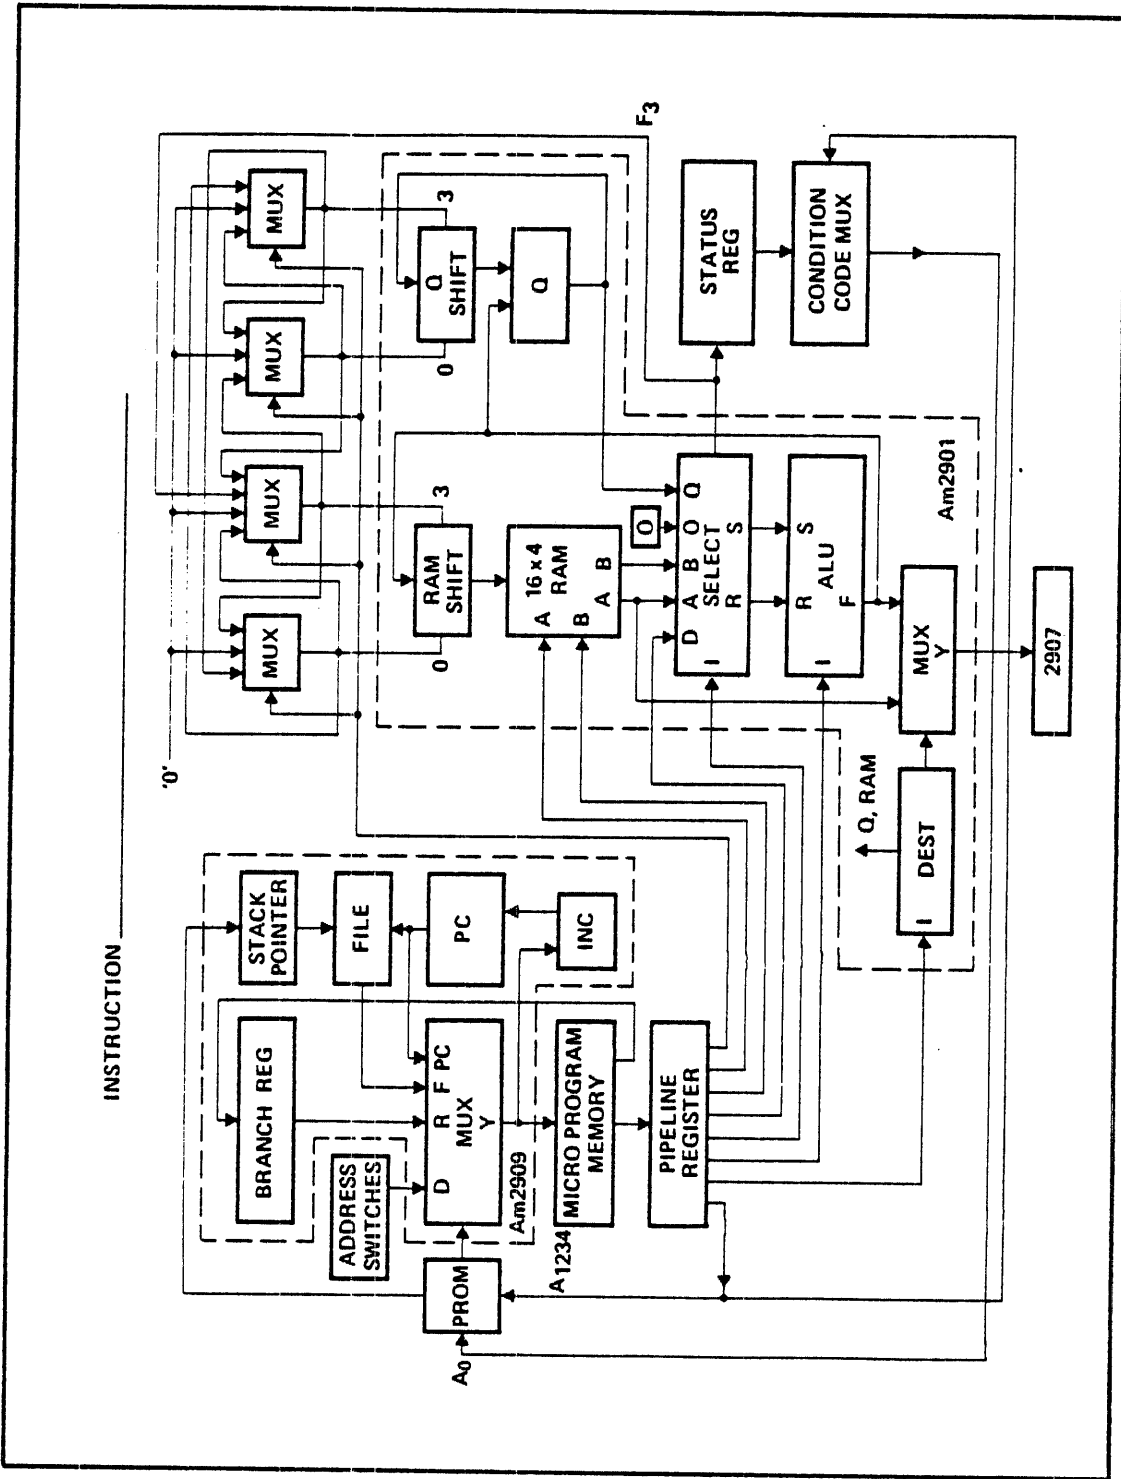 INSTRUCTION
'0'
MUX
MUX
MUX
MUX
F3
BRANCH REG
STACK
POINTER
FILE
PC
INC
ADDRESS
SWITCHES
D R F PC
MUX
Y
Am2909
PROM
A0
A1234
MICRO PROGRAM
MEMORY
PIPELINE
REGISTER
0 3
RAM
SHIFT
0 3
Q
SHIFT
Q
A
B
16 x 4
RAM
A B
O
D A B O Q
I SELECT
R S
R S
I ALU
F
Am2901
STATUS
REG
CONDITION
CODE MUX
Q, RAM
I
DEST
MUX
Y
2907